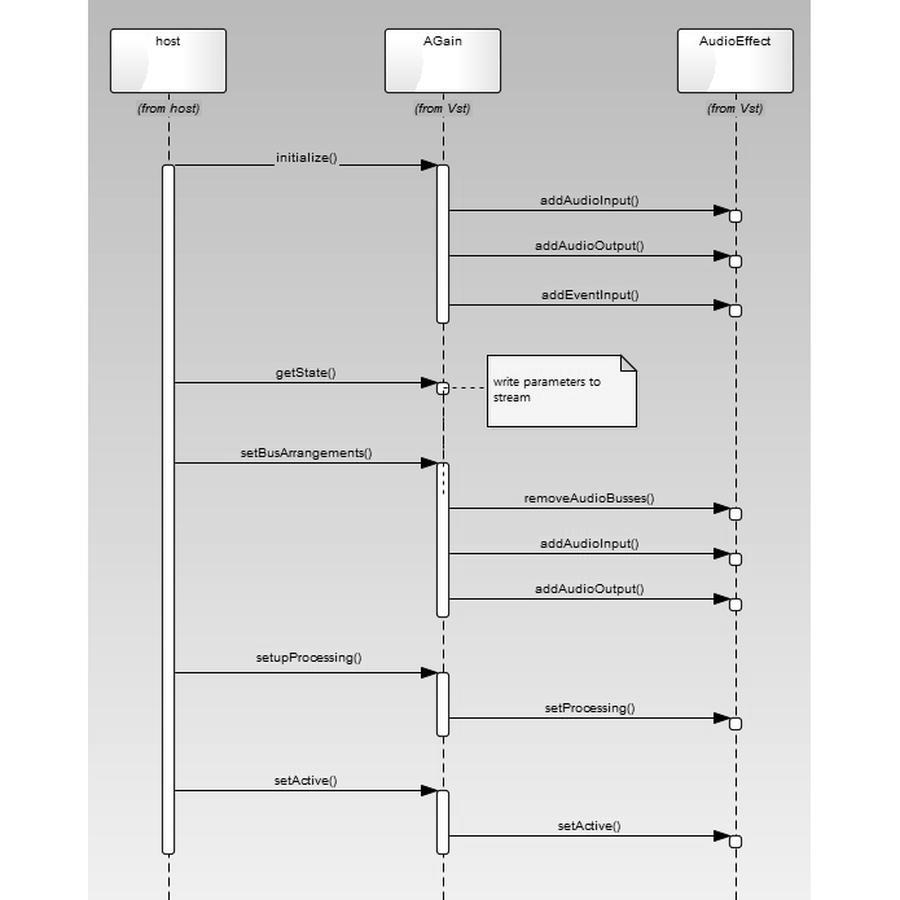 host
AGain
AudioEffect
(from host)
(from Vst)
(from Vst)
initialize()
addAudioInput()
addAudioOutput()
addEventInput()
getState()
write parameters to
stream
setBusArrangements()
removeAudioBusses()
addAudioInput()
addAudioOutput()
setupProcessing()
setProcessing()
setActive()
setActive()